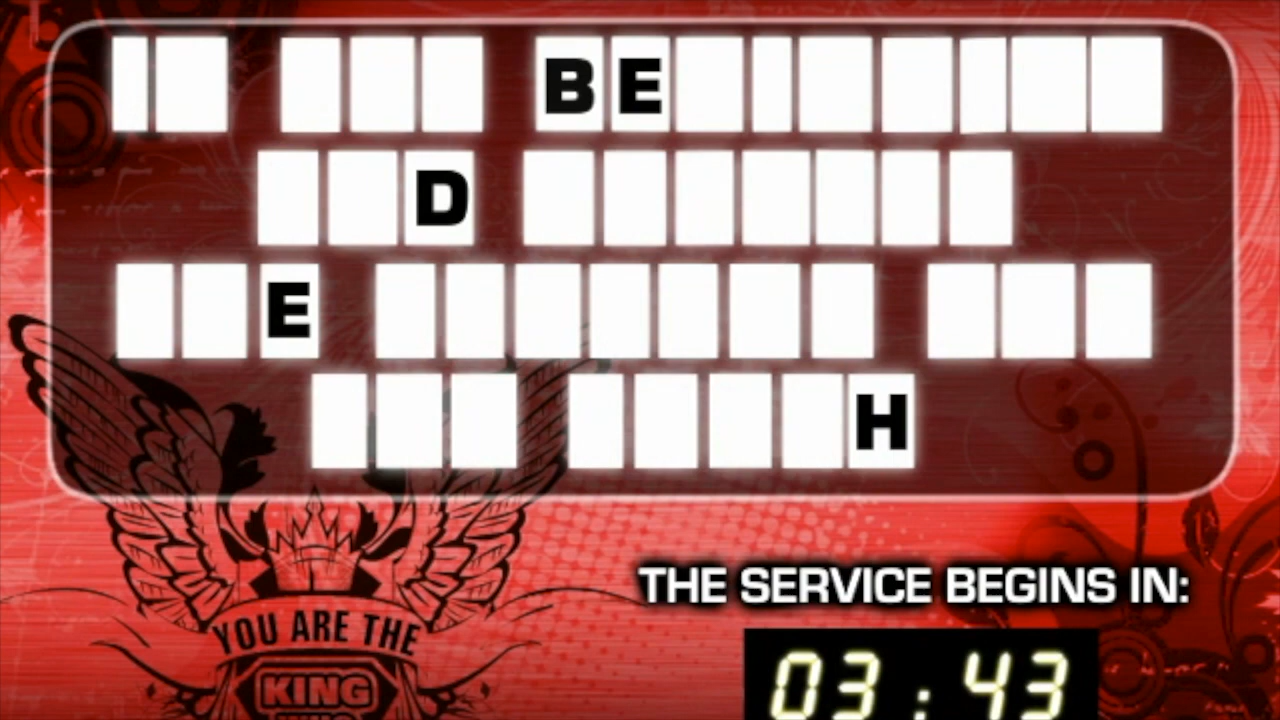 BE
D
E
H
THE SERVICE BEGINS IN:
YOU ARE THE
KING
03:43